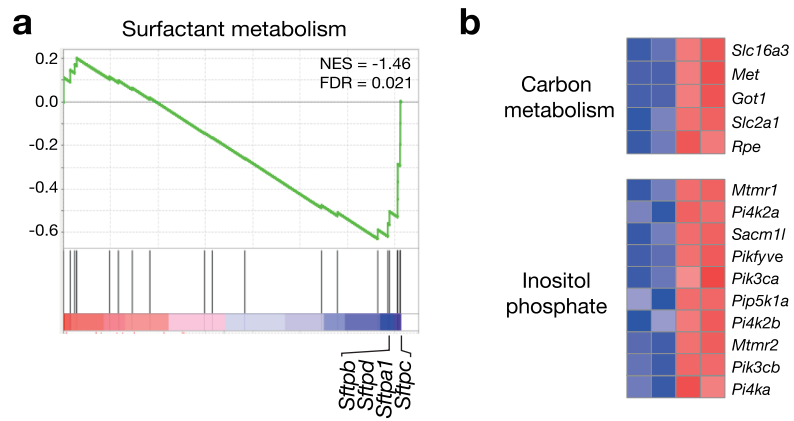 a
Surfactant metabolism
NES = -1.46
FDR = 0.021
0.2
0.0
-0.2
-0.4
-0.6
Sftpb
Sftpd
Sftpa1
Sftpc
b
Carbon
metabolism
Slc16a3
Met
Got1
Slc2a1
Rpe
Inositol
phosphate
Mtmr1
Pi4k2a
Sacm1l
Pikfyve
Pik3ca
Pip5k1a
Pi4k2b
Mtmr2
Pik3cb
Pi4ka